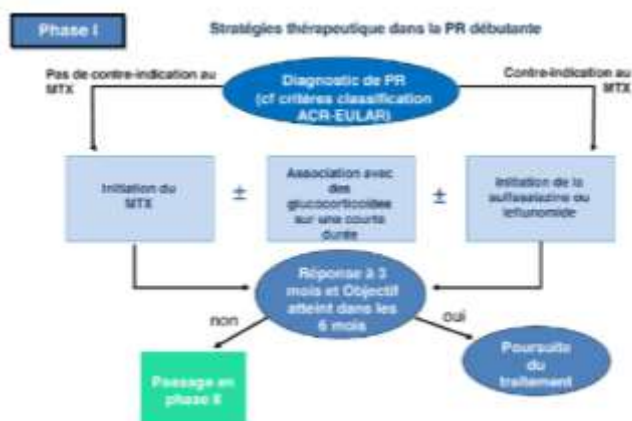 Phase I
Stratégies thérapeutique dans la PR débutante
Pas de contre-indication au
MTX
Diagnostic de PR
(cf critères classification
ACR-EULAR)
Contre-indication au
MTX
Initiation du
MTX
±
Association avec
des
glucocorticoïdes
sur une courte
durée
±
Initiation de la
sulfasalazine ou
leflunomide
Réponse à 3
mois et Objectif
atteint dans les
6 mois
non
oui
Passage en
phase II
Poursuite
du
traitement